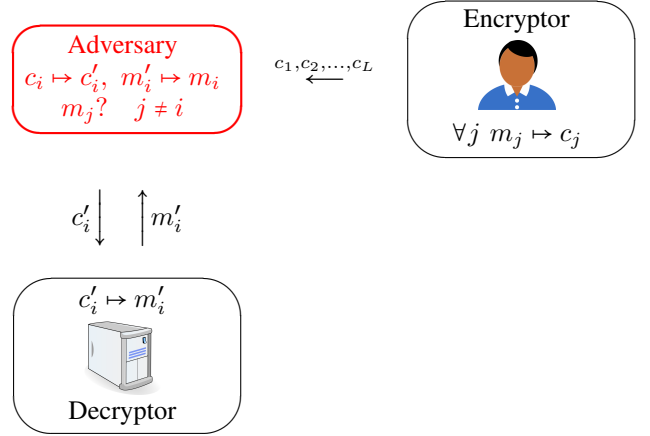 Adversary
c_i ↦ c'_i, m'_i ↦ m_i
m_j? j ≠ i
c_1,c_2,...,c_L
←
Encryptor
∀j m_j ↦ c_j
c'_i ↓ ↑ m'_i
c'_i ↦ m'_i
Decryptor